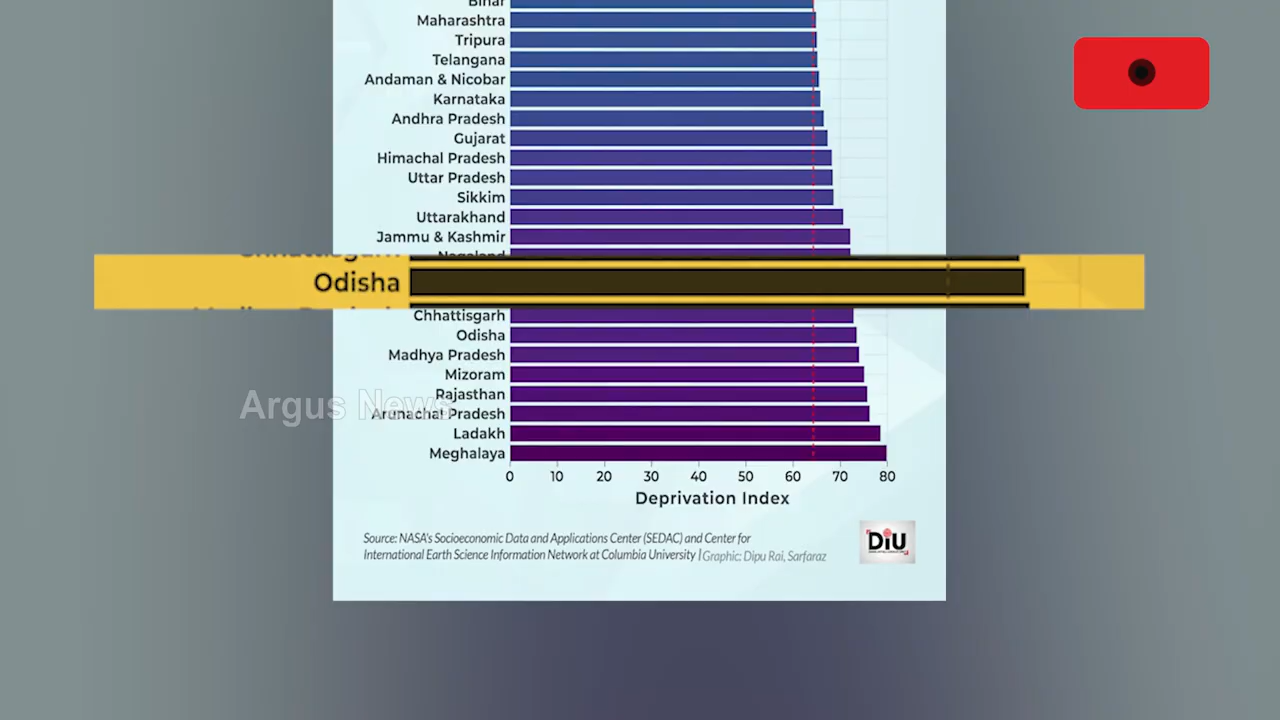 Bihar
Maharashtra
Tripura
Telangana
Andaman & Nicobar
Karnataka
Andhra Pradesh
Gujarat
Himachal Pradesh
Uttar Pradesh
Sikkim
Uttarakhand
Jammu & Kashmir
Nagaland
Chhattisgarh
Odisha
Chhattisgarh
Odisha
Madhya Pradesh
Mizoram
Rajasthan
Argus News
Arunachal Pradesh
Ladakh
Meghalaya
0 10 20 30 40 50 60 70 80
Deprivation Index
Source: NASA's Socioeconomic Data and Applications Center (SEDAC) and Center for
International Earth Science Information Network at Columbia University | Graphic: Dipu Rai, Sarfaraz
DiU